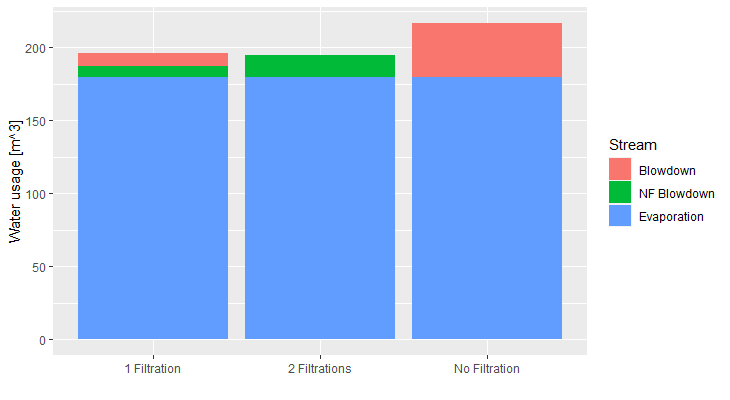 Water usage [m^3]
200
150
100
50
0
1 Filtration
2 Filtrations
No Filtration
Stream
Blowdown
NF Blowdown
Evaporation